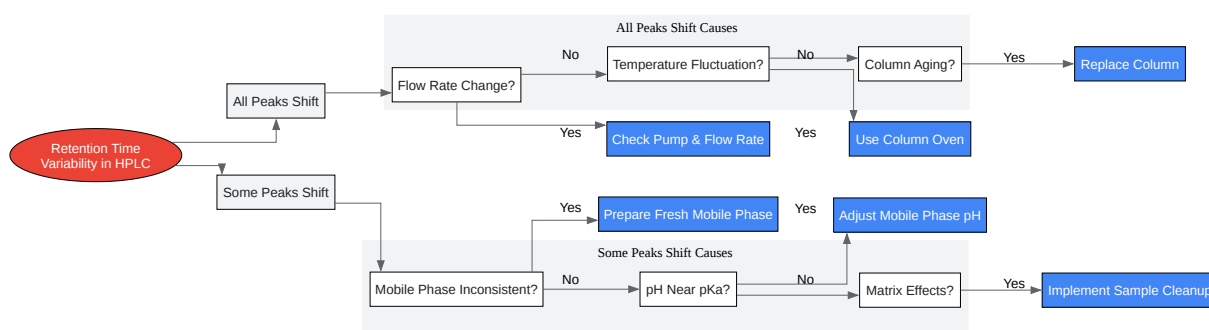 All Peaks Shift Causes
No
No
Yes
Flow Rate Change?
Temperature Fluctuation?
Column Aging?
Replace Column
All Peaks Shift
Yes
Check Pump & Flow Rate
Yes
Use Column Oven
Retention Time
Variability in HPLC
Some Peaks Shift
Yes
Prepare Fresh Mobile Phase
Yes
Adjust Mobile Phase pH
Some Peaks Shift Causes
Mobile Phase Inconsistent?
No
pH Near pKa?
No
Matrix Effects?
Yes
Implement Sample Cleanup